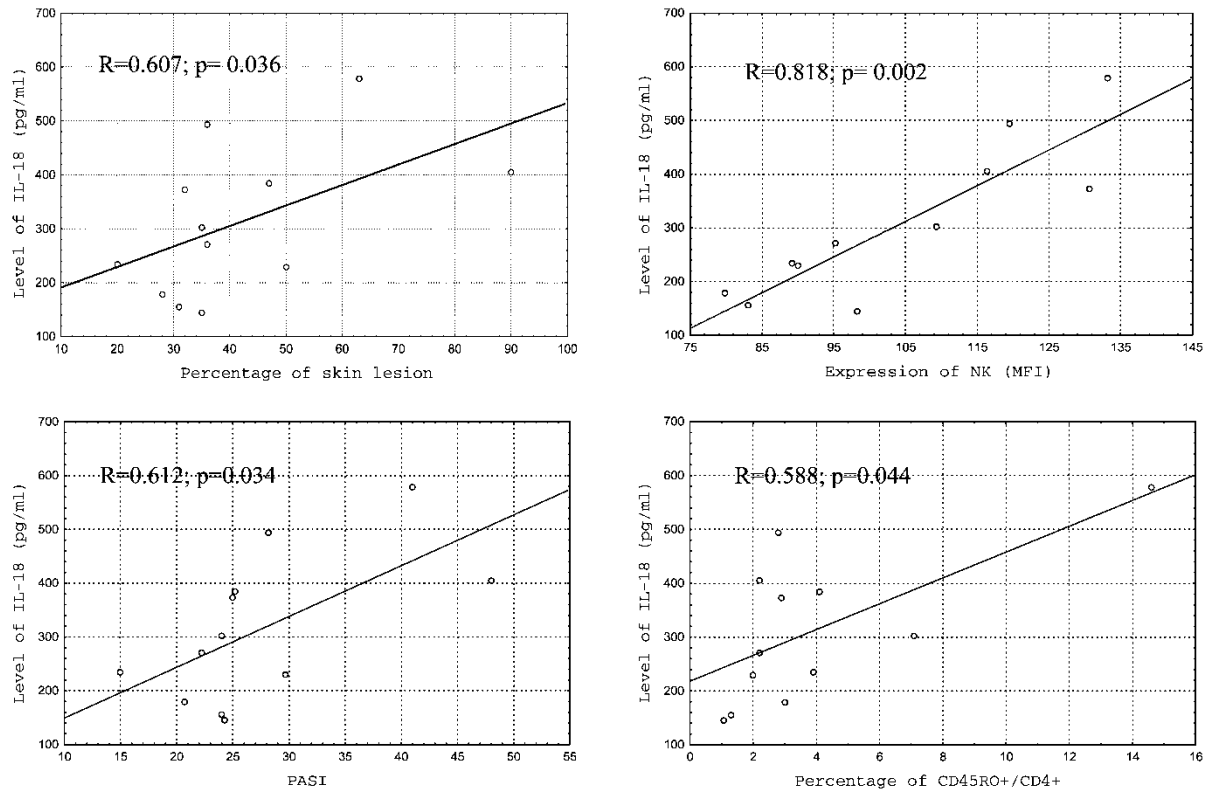 700
600
500
400
300
200
100
Level of IL-18 (pg/ml)
R=0.607; p= 0.036
10 20 30 40 50 60 70 80 90 100
Percentage of skin lesion
700
600
500
400
300
200
100
Level of IL-18 (pg/ml)
R=0.818; p= 0.002
75 85 95 105 115 125 135 145
Expression of NK (MFI)
700
600
500
400
300
200
100
Level of IL-18 (pg/ml)
R=0.612; p=0.034
10 15 20 25 30 35 40 45 50 55
PASI
700
600
500
400
300
200
100
Level of IL-18 (pg/ml)
R=0.588; p=0.044
0 2 4 6 8 10 12 14 16
Percentage of CD45RO+/CD4+